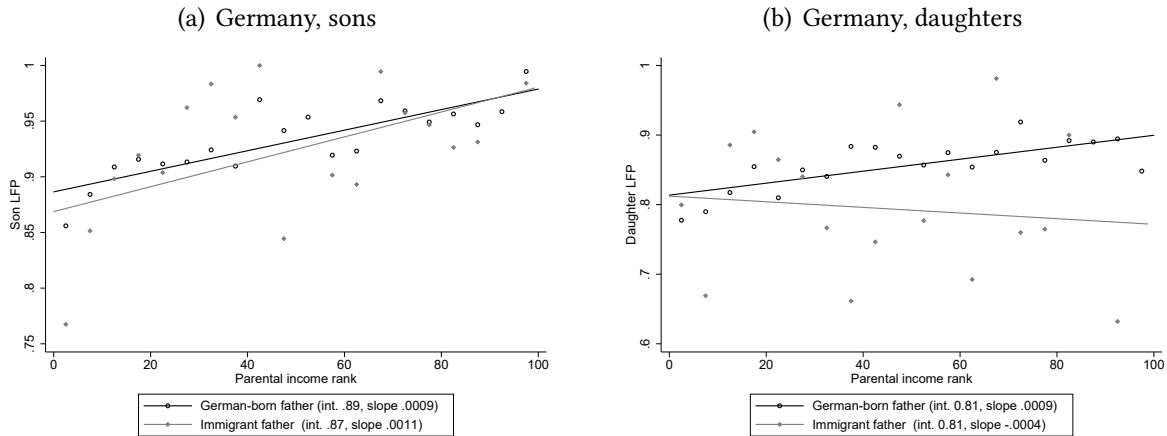 (a) Germany, sons
1
.95
.9
.85
.8
.75
Son LFP
0 20 40 60 80 100
Parental income rank
German-born father (int. .89, slope .0009)
Immigrant father (int. .87, slope .0011)
(b) Germany, daughters
1
.9
.8
.7
.6
Daughter LFP
0 20 40 60 80 100
Parental income rank
German-born father (int. 0.81, slope .0009)
Immigrant father (int. 0.81, slope -.0004)